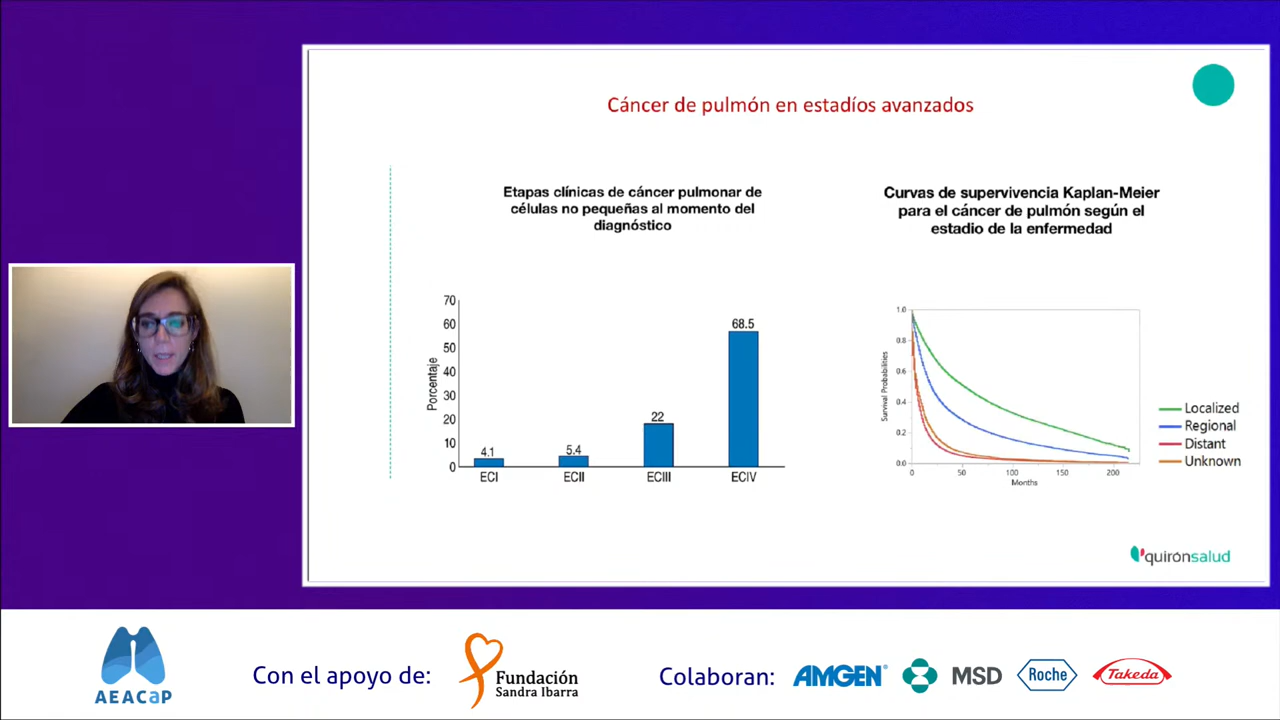 Cáncer de pulmón en estadíos avanzados
Etapas clínicas de cáncer pulmonar de
células no pequeñas al momento del
diagnóstico
Porcentaje
70
60
50
40
30
20
10
0
4.1
5.4
22
68.5
ECI
ECII
ECIII
ECIV
Curvas de supervivencia Kaplan-Meier
para el cáncer de pulmón según el
estadio de la enfermedad
Survival Probabilities
1.0
0.8
0.6
0.4
0.2
0.0
0
50
100
150
200
Months
Localized
Regional
Distant
Unknown
quirónsalud
AEACaP
Con el apoyo de:
Fundación
Sandra Ibarra
Colaboran:
AMGEN®
MSD
Roche
Takeda